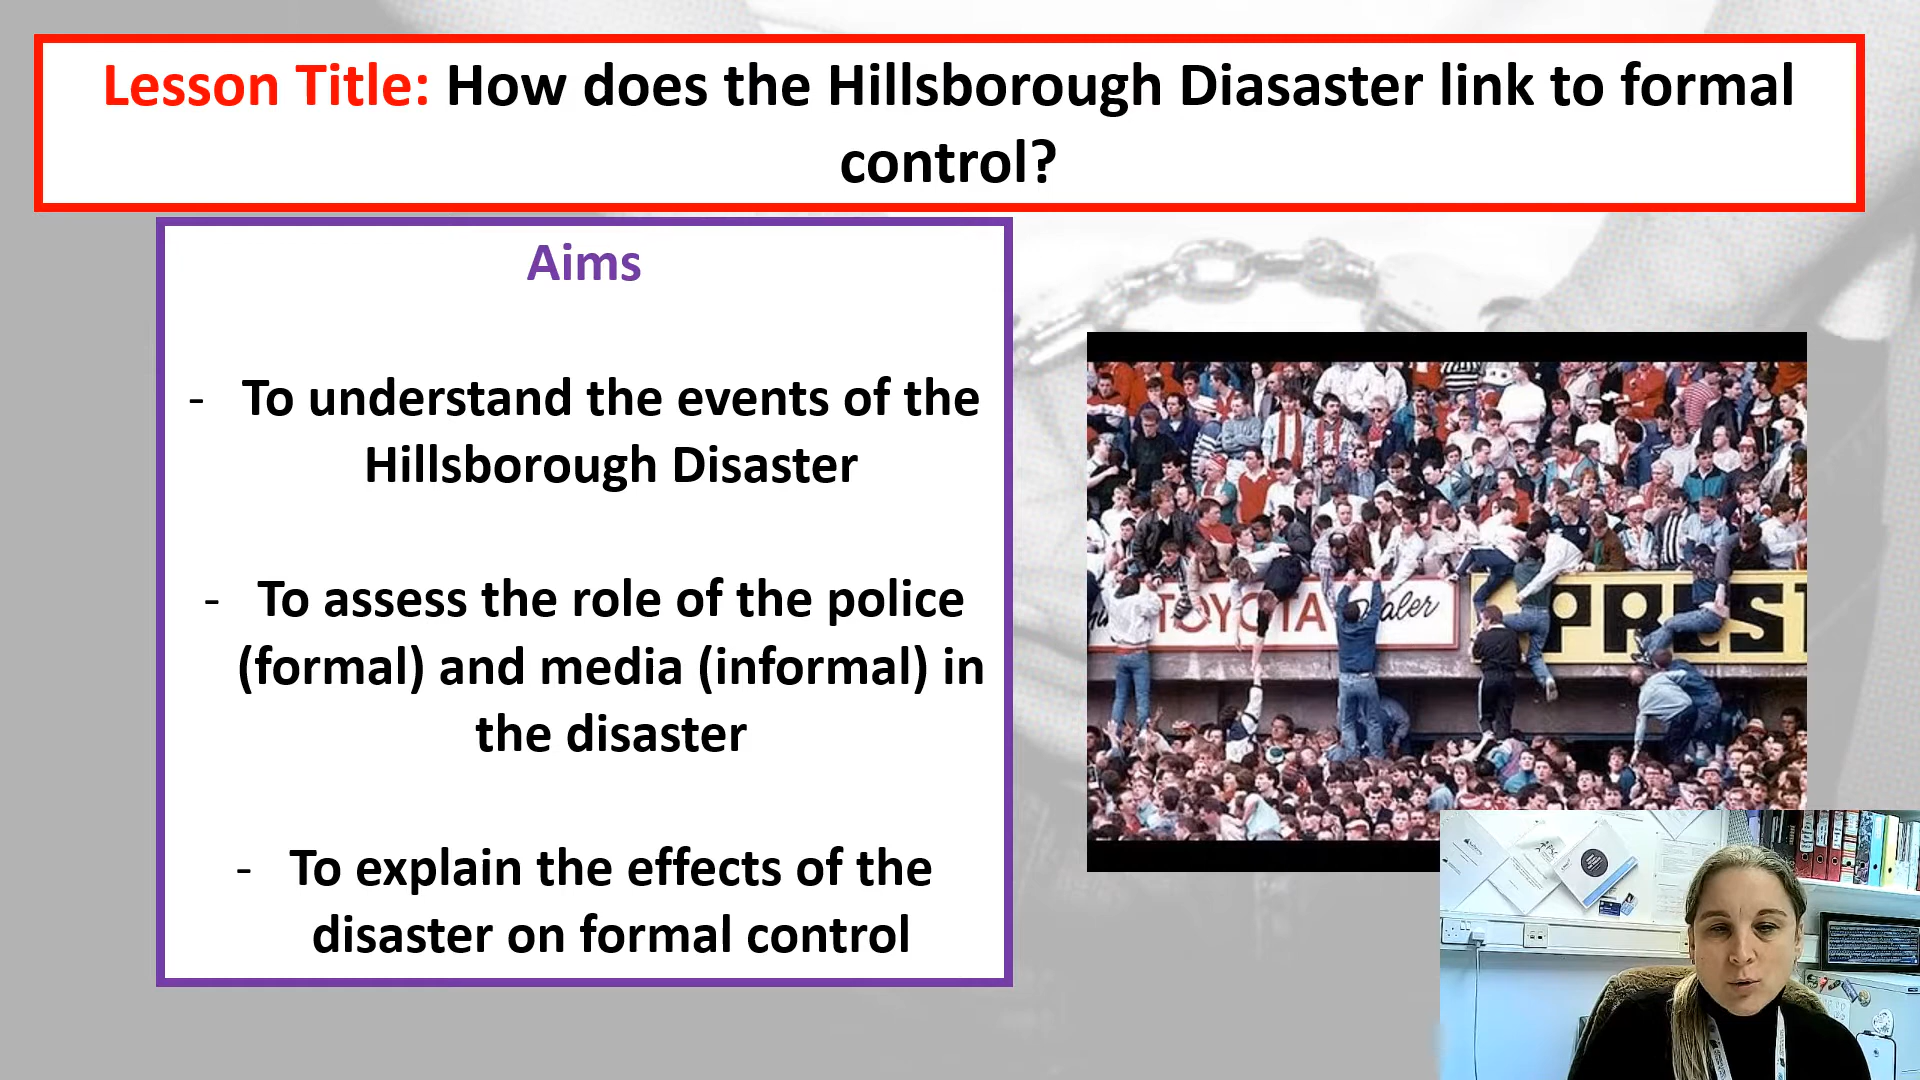 Lesson Title: How does the Hillsborough Diasaster link to formal
control?
Aims
- To understand the events of the
Hillsborough Disaster
- To assess the role of the police
(formal) and media (informal) in
the disaster
- To explain the effects of the
disaster on formal control
TOYOTA
PREST